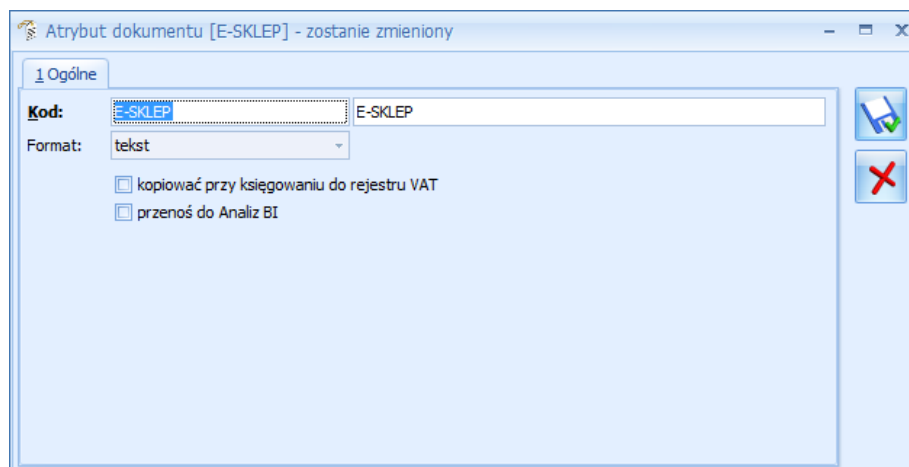 Atrybut dokumentu [E-SKLEP] - zostanie zmieniony
1 Ogólne
Kod: E-SKLEP E-SKLEP
Format: tekst
kopiować przy księgowaniu do rejestru VAT
przenoś do Analiz BI